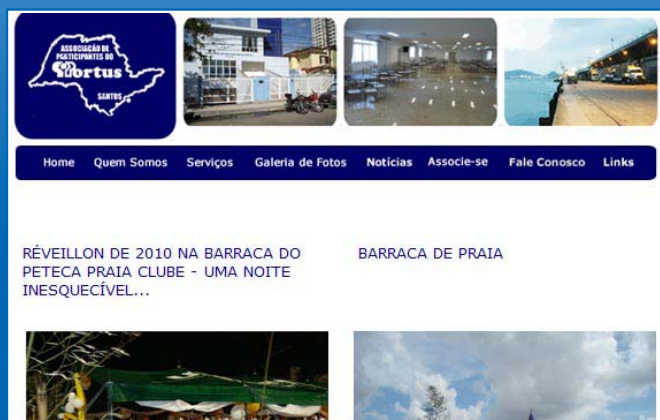 ASSOCIAÇÃO DE
PARTICIPANTES DO
Portus
SANTOS
Home Quem Somos Serviços Galeria de Fotos Notícias Associe-se Fale Conosco Links
RÉVEILLON DE 2010 NA BARRACA DO
PETECA PRAIA CLUBE - UMA NOITE
INESQUECÍVEL...
BARRACA DE PRAIA